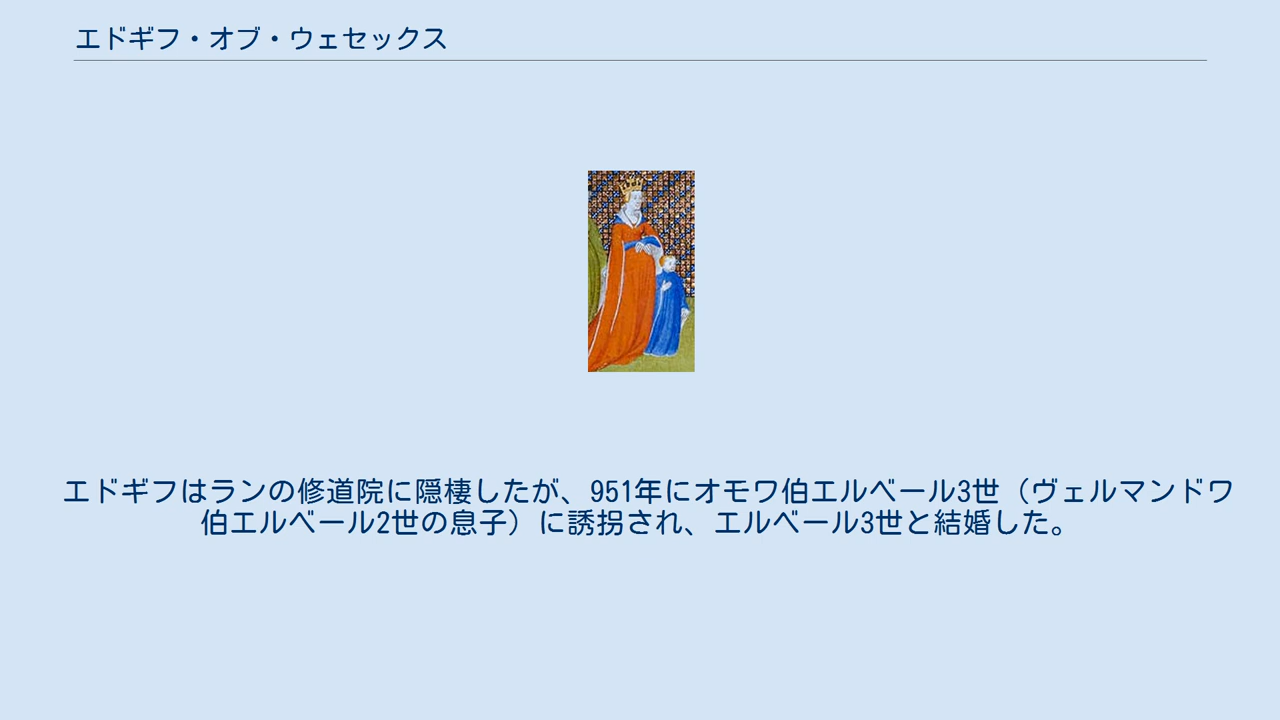 エドギフ・オブ・ウェセックス
エドギフはランの修道院に隠棲したが、951年にオモワ伯エルベール3世（ヴェルマンドワ
伯エルベール2世の息子）に誘拐され、エルベール3世と結婚した。